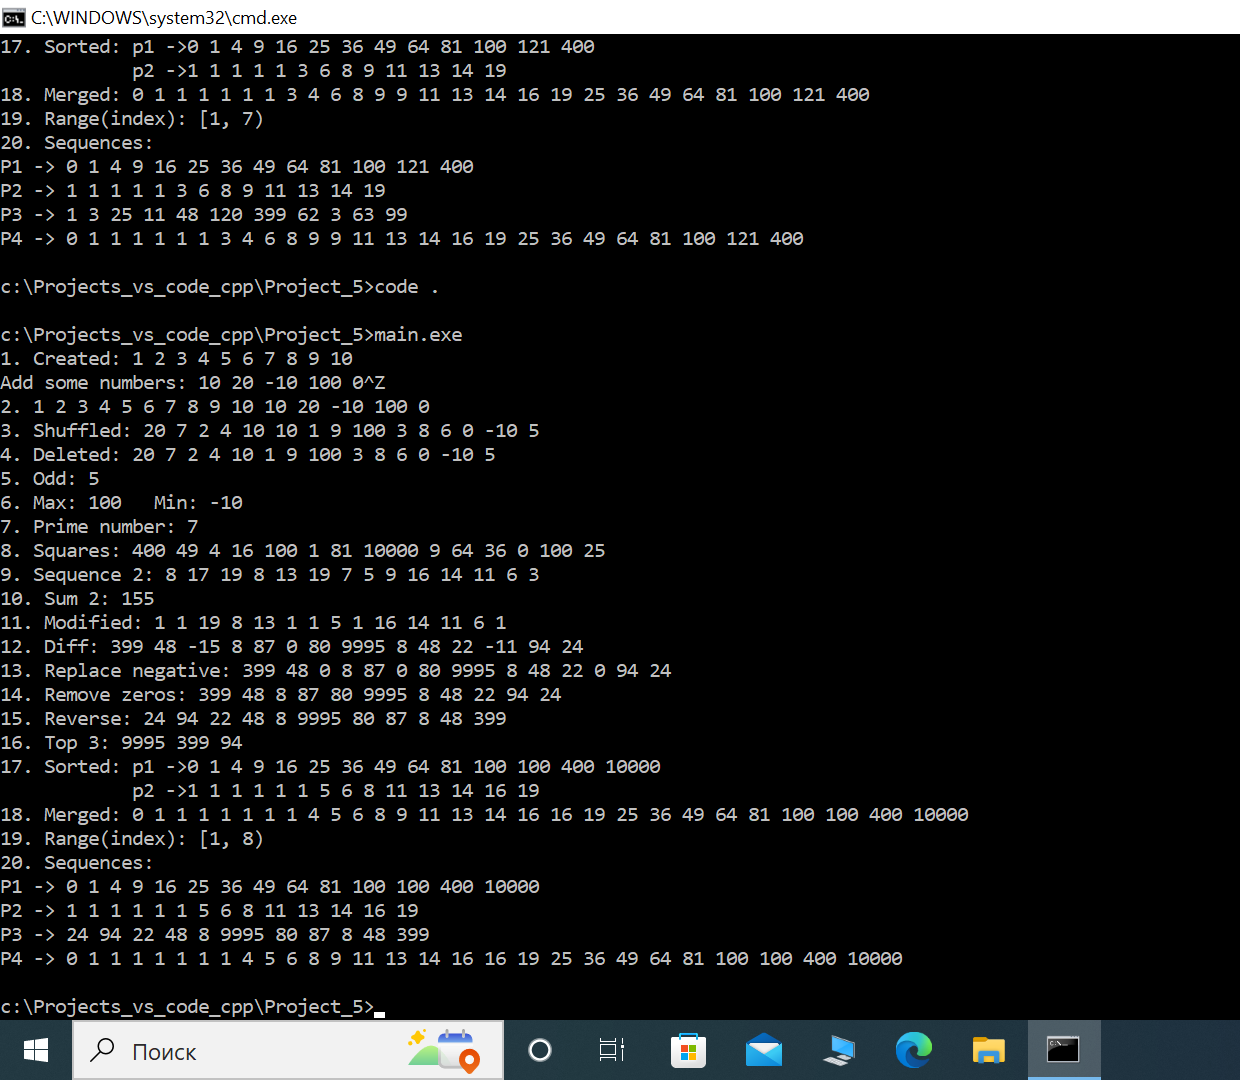 C:\WINDOWS\system32\cmd.exe
17. Sorted: p1 ->0 1 4 9 16 25 36 49 64 81 100 121 400
p2 ->1 1 1 1 1 3 6 8 9 11 13 14 19
18. Merged: 0 1 1 1 1 1 1 3 4 6 8 9 9 11 13 14 16 19 25 36 49 64 81 100 121 400
19. Range(index): [1, 7)
20. Sequences:
P1 -> 0 1 4 9 16 25 36 49 64 81 100 121 400
P2 -> 1 1 1 1 1 3 6 8 9 11 13 14 19
P3 -> 1 3 25 11 48 120 399 62 3 63 99
P4 -> 0 1 1 1 1 1 1 3 4 6 8 9 9 11 13 14 16 19 25 36 49 64 81 100 121 400
c:\Projects_vs_code_cpp\Project_5>code .
c:\Projects_vs_code_cpp\Project_5>main.exe
1. Created: 1 2 3 4 5 6 7 8 9 10
Add some numbers: 10 20 -10 100 0^Z
2. 1 2 3 4 5 6 7 8 9 10 10 20 -10 100 0
3. Shuffled: 20 7 2 4 10 10 1 9 100 3 8 6 0 -10 5
4. Deleted: 20 7 2 4 10 1 9 100 3 8 6 0 -10 5
5. Odd: 5
6. Max: 100   Min: -10
7. Prime number: 7
8. Squares: 400 49 4 16 100 1 81 10000 9 64 36 0 100 25
9. Sequence 2: 8 17 19 8 13 19 7 5 9 16 14 11 6 3
10. Sum 2: 155
11. Modified: 1 1 19 8 13 1 1 5 1 16 14 11 6 1
12. Diff: 399 48 -15 8 87 0 80 9995 8 48 22 -11 94 24
13. Replace negative: 399 48 0 8 87 0 80 9995 8 48 22 0 94 24
14. Remove zeros: 399 48 8 87 80 9995 8 48 22 94 24
15. Reverse: 24 94 22 48 8 9995 80 87 8 48 399
16. Top 3: 9995 399 94
17. Sorted: p1 ->0 1 4 9 16 25 36 49 64 81 100 100 400 10000
p2 ->1 1 1 1 1 1 5 6 8 11 13 14 16 19
18. Merged: 0 1 1 1 1 1 1 1 4 5 6 8 9 11 13 14 16 16 19 25 36 49 64 81 100 100 400 10000
19. Range(index): [1, 8)
20. Sequences:
P1 -> 0 1 4 9 16 25 36 49 64 81 100 100 400 10000
P2 -> 1 1 1 1 1 1 5 6 8 11 13 14 16 19
P3 -> 24 94 22 48 8 9995 80 87 8 48 399
P4 -> 0 1 1 1 1 1 1 1 4 5 6 8 9 11 13 14 16 16 19 25 36 49 64 81 100 100 400 10000
c:\Projects_vs_code_cpp\Project_5>
Поиск